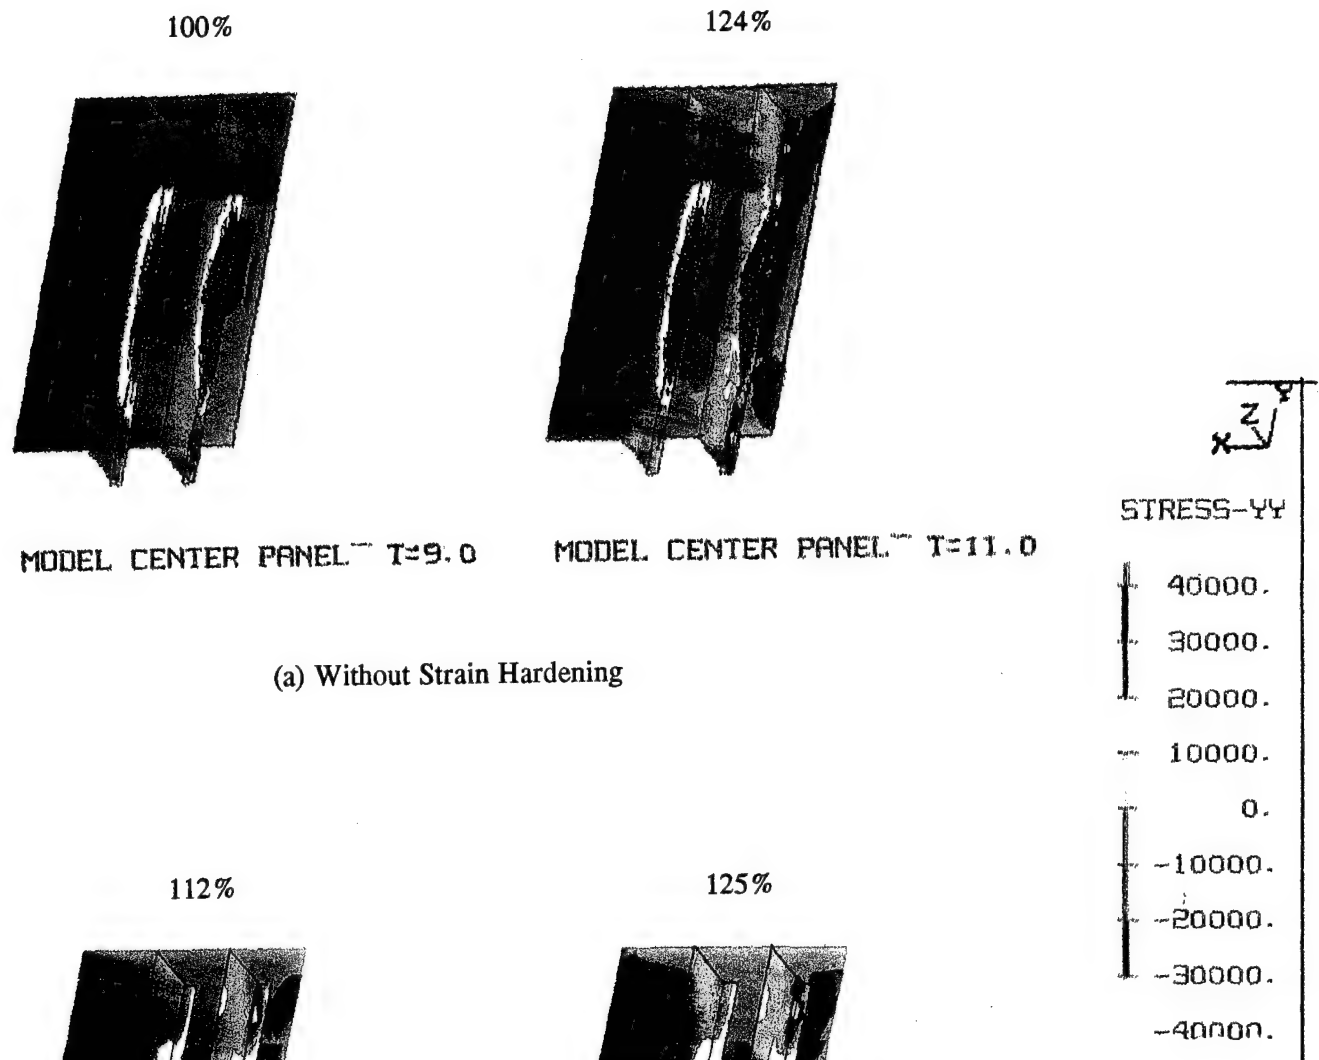 100%
124%
MODEL CENTER PANEL T=9.0
MODEL CENTER PANEL T=11.0
(a) Without Strain Hardening
Y
Z
X
STRESS-YY
40000.
30000.
20000.
10000.
0.
-10000.
-20000.
-30000.
-40000.
112%
125%